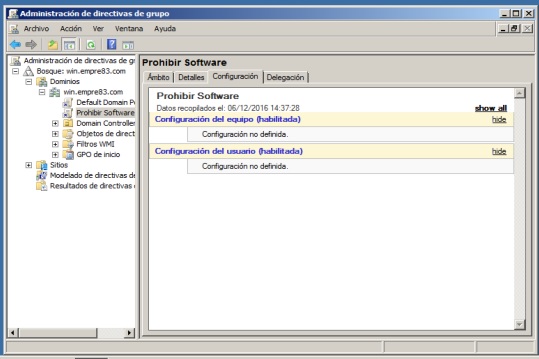 Administración de directivas de grupo
Archivo Acción Ver Ventana Ayuda
Administración de directivas de gr
Bosque: win.empre83.com
Dominios
win.empre83.com
Default Domain P
Prohibir Software
Domain Controller
Objetos de direct
Filtros WMI
GPO de inicio
Sitios
Modelado de directivas de
Resultados de directivas
Prohibir Software
Ámbito Detalles Configuración Delegación
Prohibir Software
Datos recopilados el: 06/12/2016 14:37:28 show all
Configuración del equipo (habilitada) hide
Configuración no definida.
Configuración del usuario (habilitada) hide
Configuración no definida.